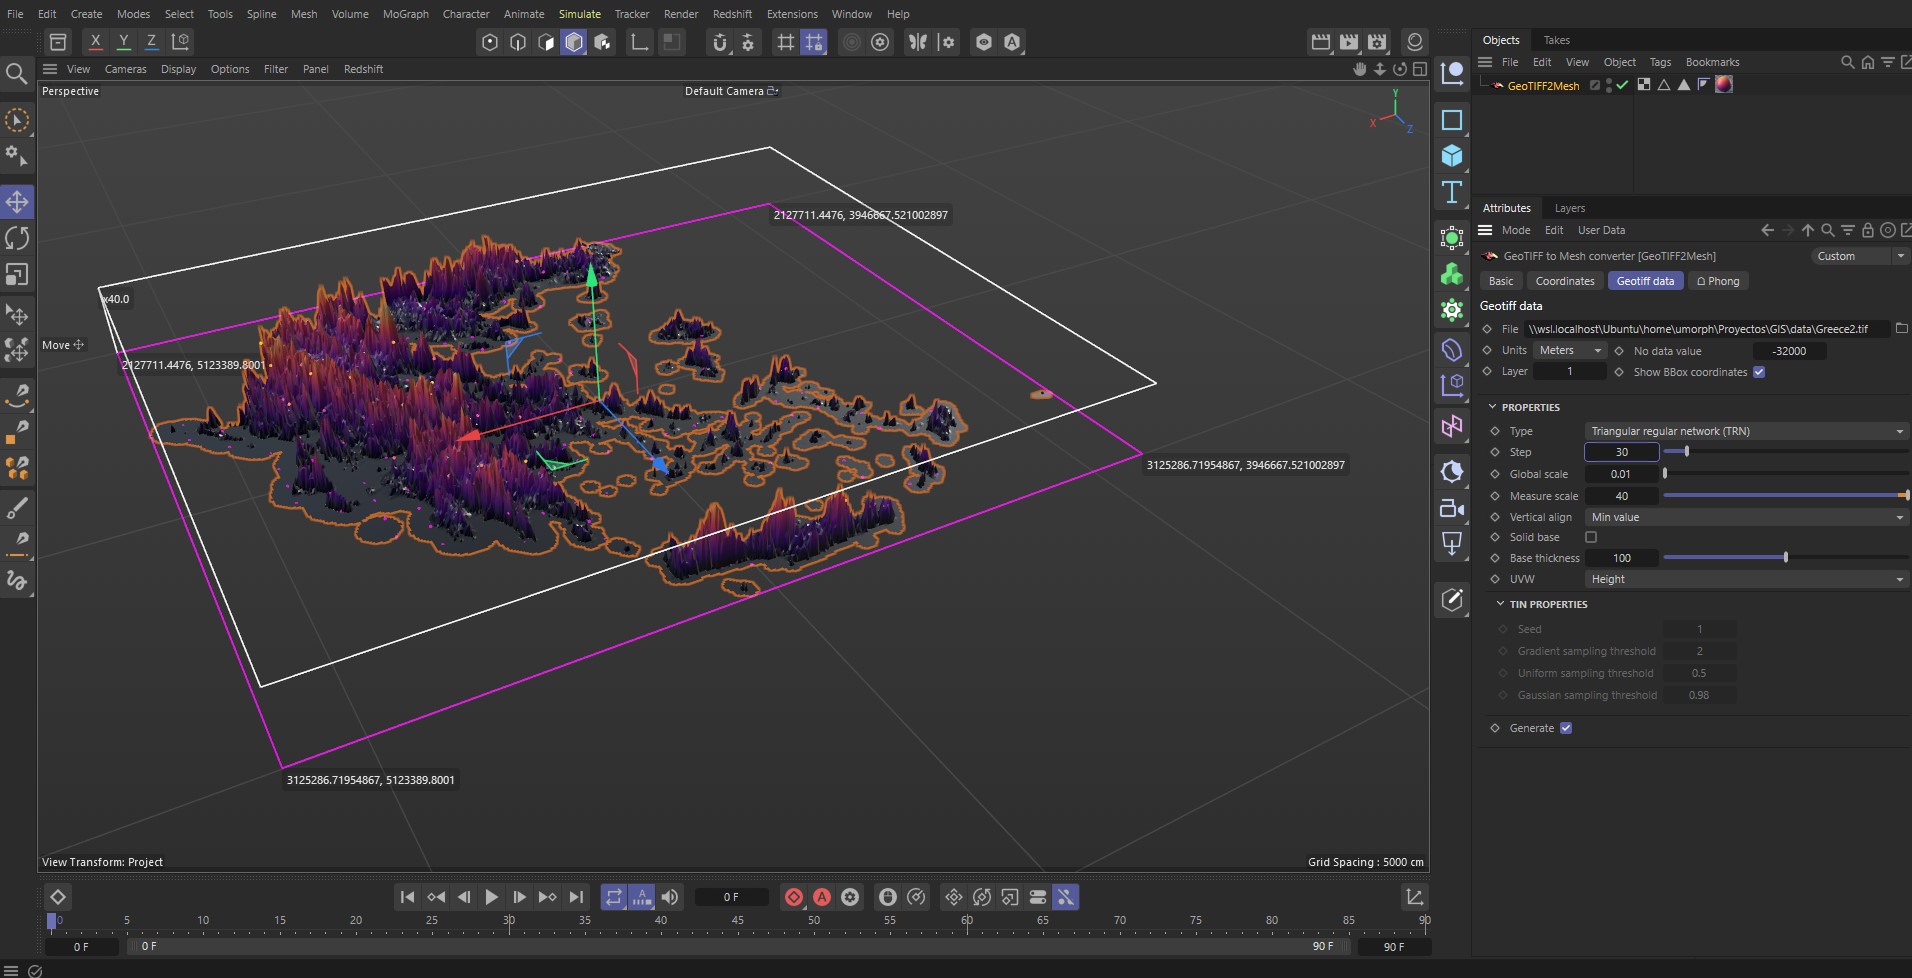 File Edit Create Modes Select Tools Spline Mesh Volume MoGraph Character Animate Simulate Tracker Render Redshift Extensions Window Help
X Y Z
View Cameras Display Options Filter Panel Redshift
Perspective
Default Camera
Y
X
Z
2127711.4476, 3946667.521002897
x40.0
Move
2127711.4476, 5123389.8001
3125286.71954867, 3946667.521002897
3125286.71954867, 5123389.8001
View Transform: Project
Grid Spacing : 5000 cm
Objects Takes
File Edit View Object Tags Bookmarks
GeoTIFF2Mesh
Attributes Layers
Mode Edit User Data
GeoTIFF to Mesh converter [GeoTIFF2Mesh]
Custom
Basic Coordinates Geotiff data Phong
Geotiff data
File \\wsl.localhost\Ubuntu\home\umorph\Proyectos\GIS\data\Greece2.tif
Units Meters No data value -32000
Layer 1 Show BBox coordinates
PROPERTIES
Type Triangular regular network (TRN)
Step 30
Global scale 0.01
Measure scale 40
Vertical align Min value
Solid base
Base thickness 100
UVW Height
TIN PROPERTIES
Seed 1
Gradient sampling threshold 2
Uniform sampling threshold 0.5
Gaussian sampling threshold 0.98
Generate
0 F
0 5 10 15 20 25 30 35 40 45 50 55 60 65 70 75 80 85 90
0 F 0 F 90 F 90 F